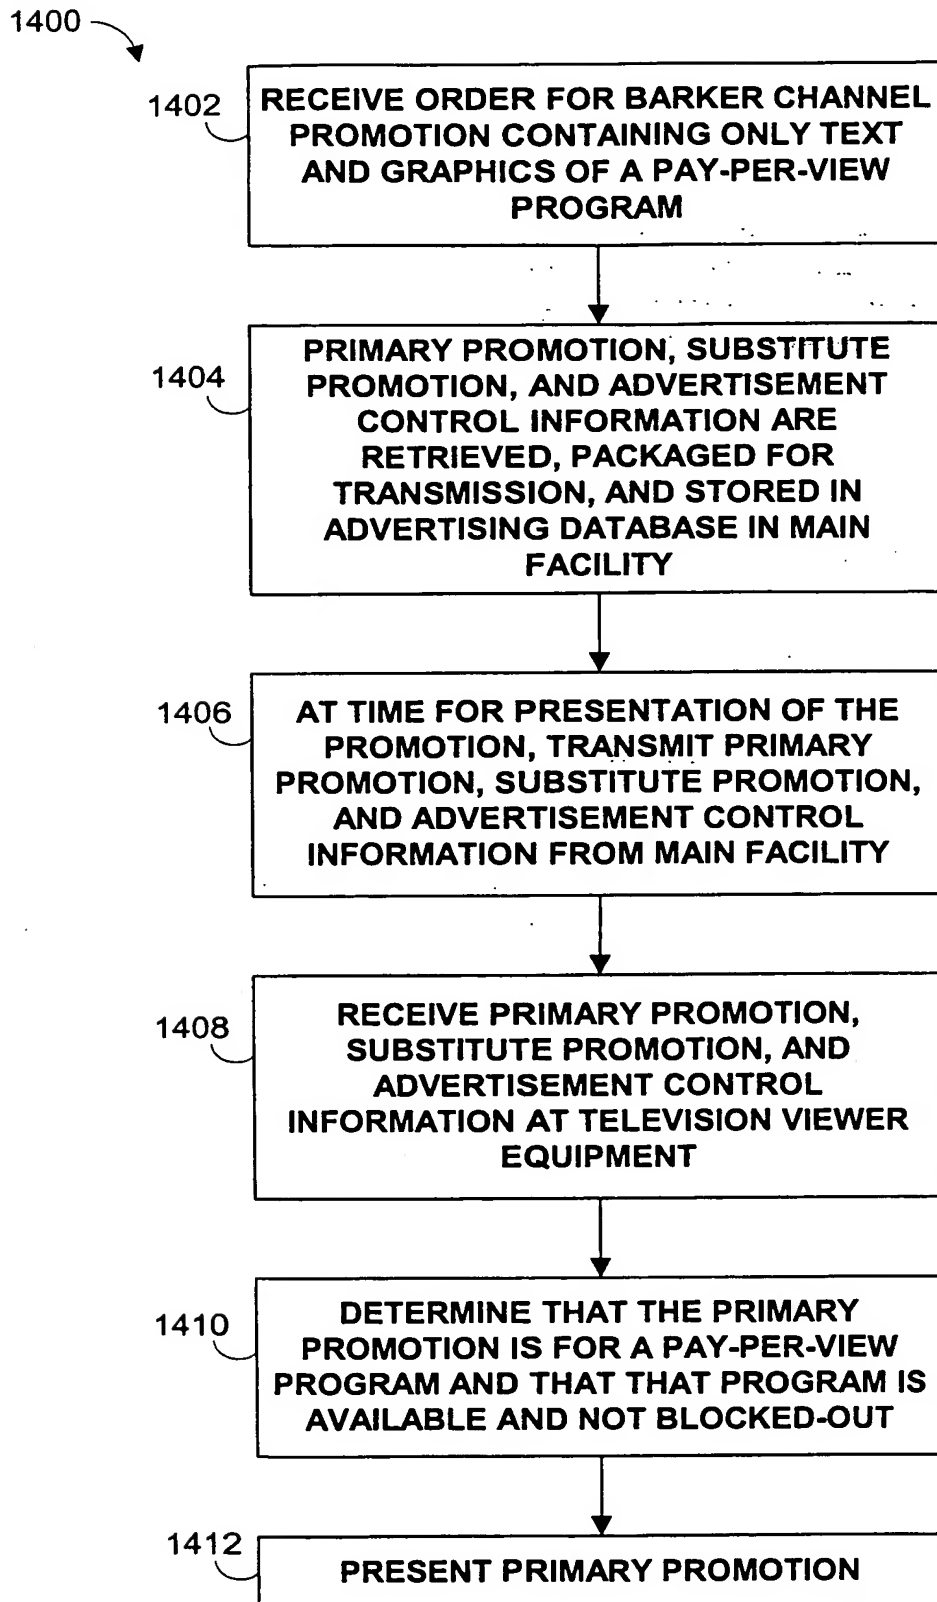 1400
1402
RECEIVE ORDER FOR BARKER CHANNEL
PROMOTION CONTAINING ONLY TEXT
AND GRAPHICS OF A PAY-PER-VIEW
PROGRAM
1404
PRIMARY PROMOTION, SUBSTITUTE
PROMOTION, AND ADVERTISEMENT
CONTROL INFORMATION ARE
RETRIEVED, PACKAGED FOR
TRANSMISSION, AND STORED IN
ADVERTISING DATABASE IN MAIN
FACILITY
1406
AT TIME FOR PRESENTATION OF THE
PROMOTION, TRANSMIT PRIMARY
PROMOTION, SUBSTITUTE PROMOTION,
AND ADVERTISEMENT CONTROL
INFORMATION FROM MAIN FACILITY
1408
RECEIVE PRIMARY PROMOTION,
SUBSTITUTE PROMOTION, AND
ADVERTISEMENT CONTROL
INFORMATION AT TELEVISION VIEWER
EQUIPMENT
1410
DETERMINE THAT THE PRIMARY
PROMOTION IS FOR A PAY-PER-VIEW
PROGRAM AND THAT THAT PROGRAM IS
AVAILABLE AND NOT BLOCKED-OUT
1412
PRESENT PRIMARY PROMOTION